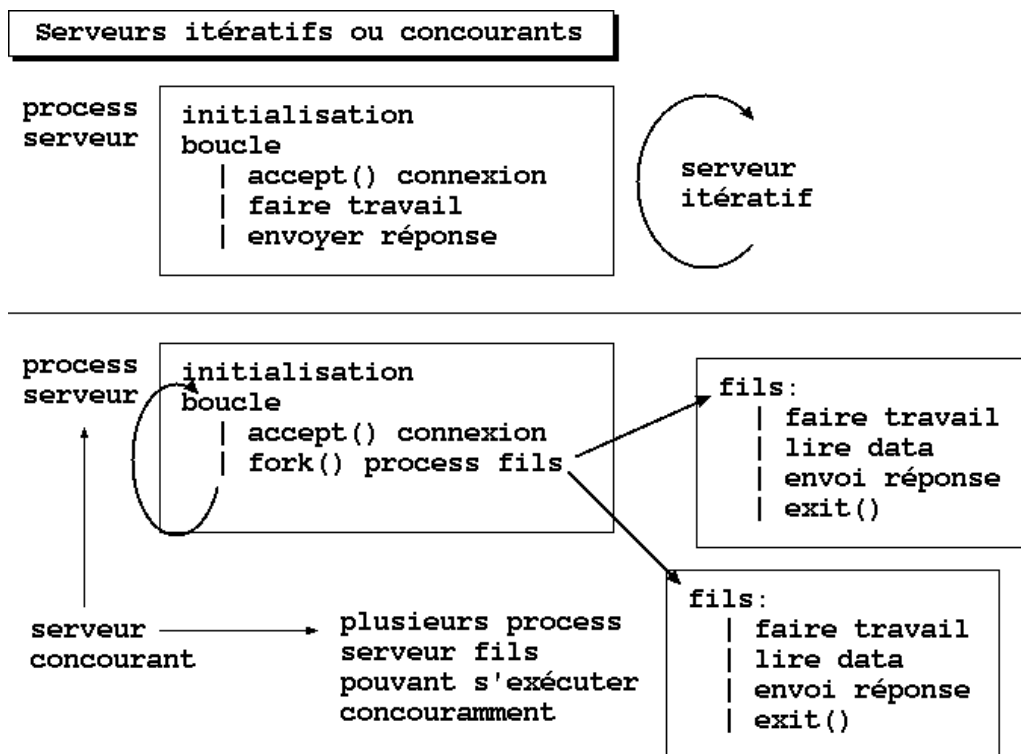 Serveurs itératifs ou concourants
process
serveur
initialisation
boucle
| accept() connexion
| faire travail
| envoyer réponse
serveur
itératif
process
serveur
initialisation
boucle
| accept() connexion
| fork() process fils
fils:
| faire travail
| lire data
| envoi réponse
| exit()
fils:
| faire travail
| lire data
| envoi réponse
| exit()
serveur
concourant
plusieurs process
serveur fils
pouvant s'exécuter
concouramment